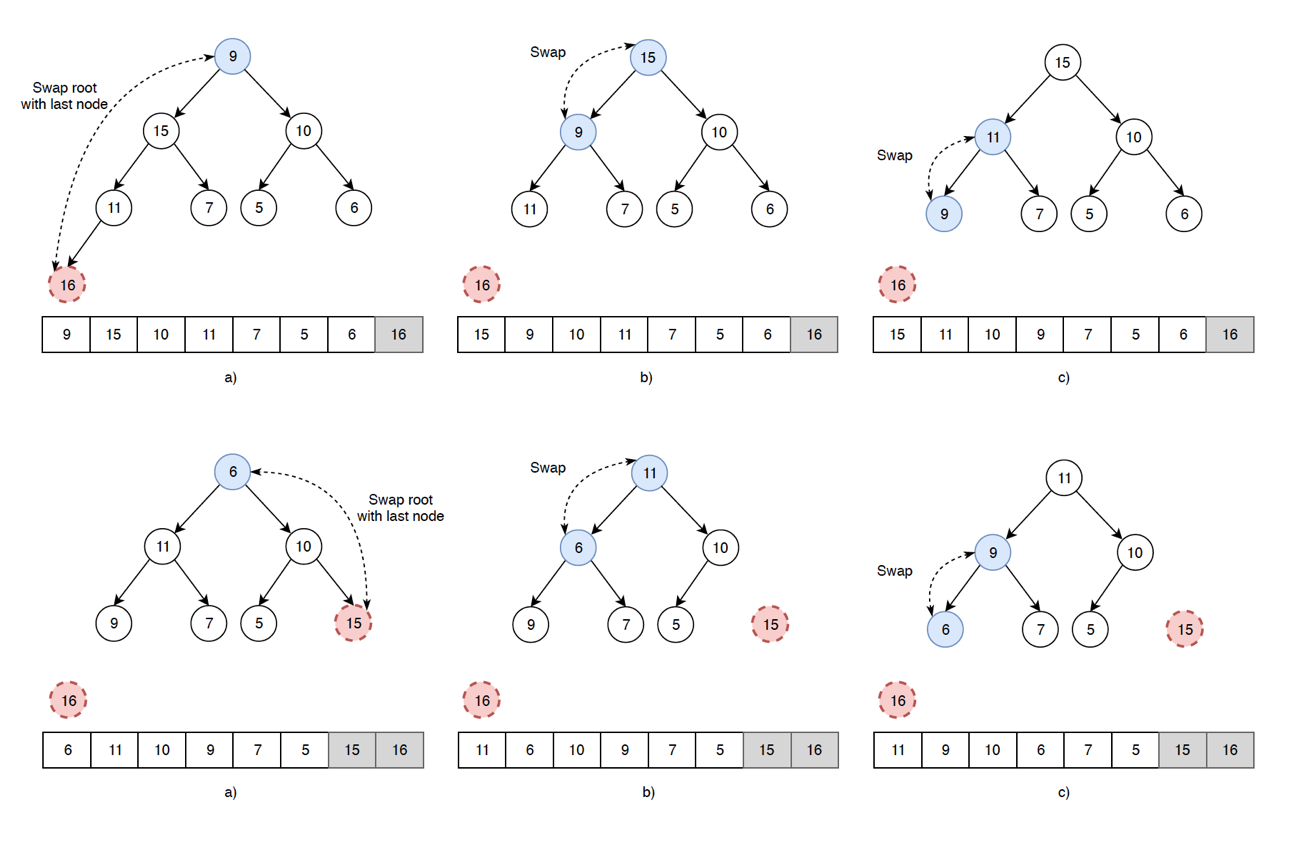 9
Swap root
with last node
15
10
11
7
5
6
16
9 15 10 11 7 5 6 16
a)
Swap
15
9
10
11
7
5
6
16
15 9 10 11 7 5 6 16
b)
15
Swap
11
10
9
7
5
6
16
15 11 10 9 7 5 6 16
c)
6
Swap root
with last node
11
10
9
7
5
15
16
6 11 10 9 7 5 15 16
a)
Swap
11
6
10
9
7
5
15
16
11 6 10 9 7 5 15 16
b)
11
Swap
9
10
6
7
5
15
16
11 9 10 6 7 5 15 16
c)